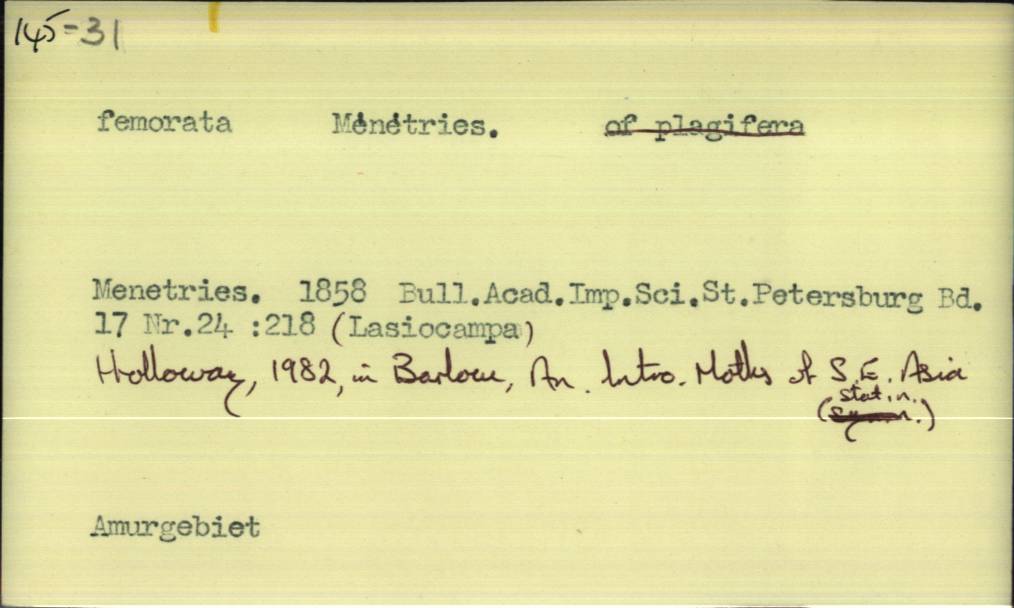 145-31
femorata Ménétries. of plagifera
Menetries. 1858 Bull.Acad.Imp.Sci.St.Petersburg Bd.
17 Nr.24 :218 (Lasiocampa)
Holloway, 1982, in Barlow, An Intro. Moths of S.E. Asia
stat. n.
(synn.)
Amurgebiet